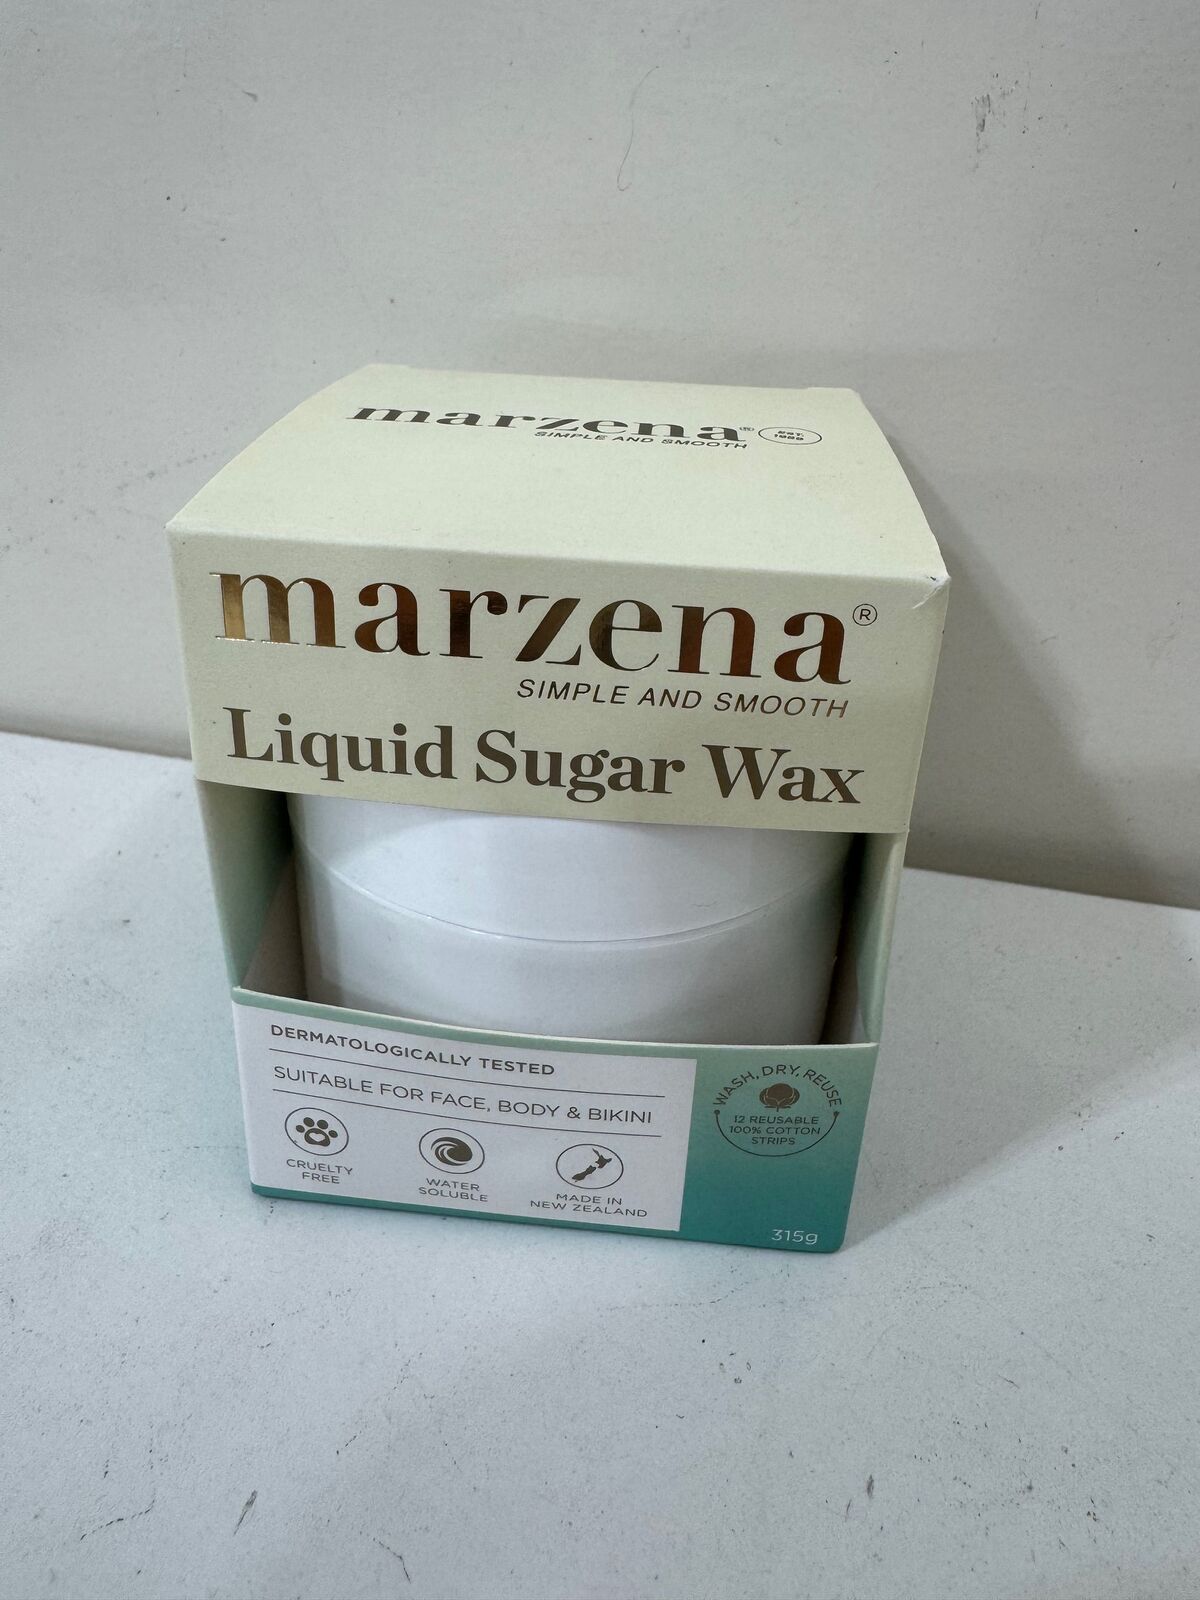 marzena®
SIMPLE AND SMOOTH
EST.
1989
marzena®
SIMPLE AND SMOOTH
Liquid Sugar Wax
DERMATOLOGICALLY TESTED
SUITABLE FOR FACE, BODY & BIKINI
CRUELTY
FREE
WATER
SOLUBLE
MADE IN
NEW ZEALAND
WASH, DRY, REUSE
12 REUSABLE
100% COTTON
STRIPS
315g